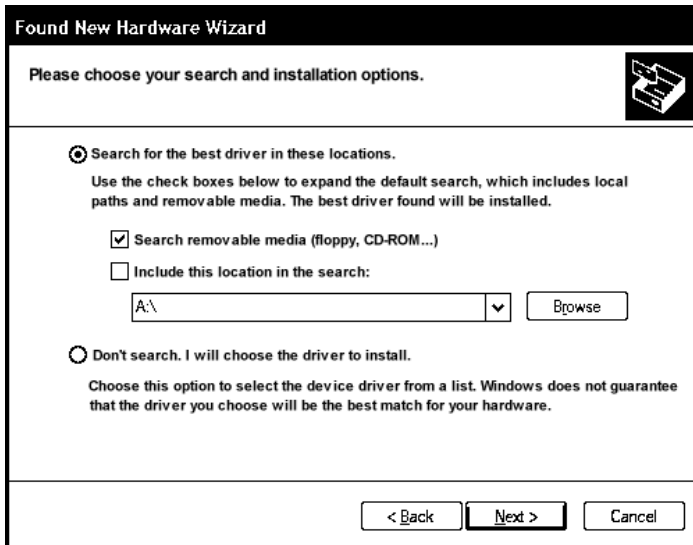 Found New Hardware Wizard
Please choose your search and installation options.
Search for the best driver in these locations.
Use the check boxes below to expand the default search, which includes local
paths and removable media. The best driver found will be installed.
Search removable media (floppy, CD-ROM...)
Include this location in the search:
A:\
Browse
Don't search. I will choose the driver to install.
Choose this option to select the device driver from a list. Windows does not guarantee
that the driver you choose will be the best match for your hardware.
< Back Next > Cancel